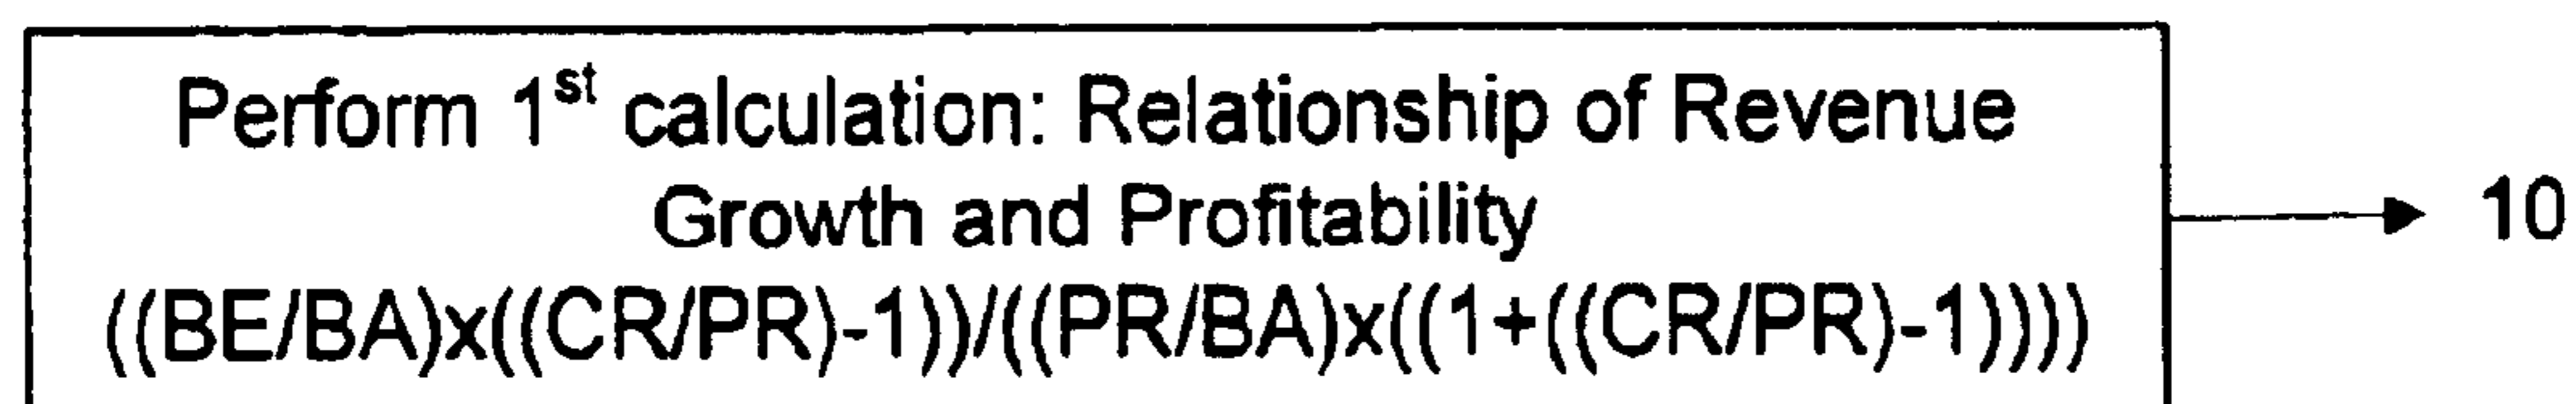 Perform 1st calculation: Relationship of Revenue
Growth and Profitability
10
((BE/BA)x((CR/PR)-1))/((PR/BA)x((1+((CR/PR)-1))))